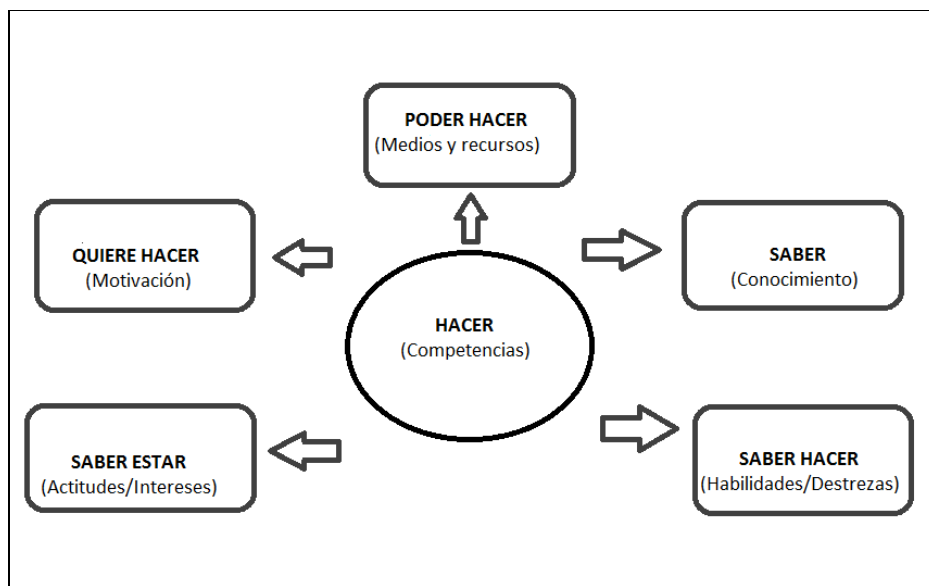 PODER HACER
(Medios y recursos)
QUIERE HACER
(Motivación)
SABER
(Conocimiento)
HACER
(Competencias)
SABER ESTAR
(Actitudes/Intereses)
SABER HACER
(Habilidades/Destrezas)